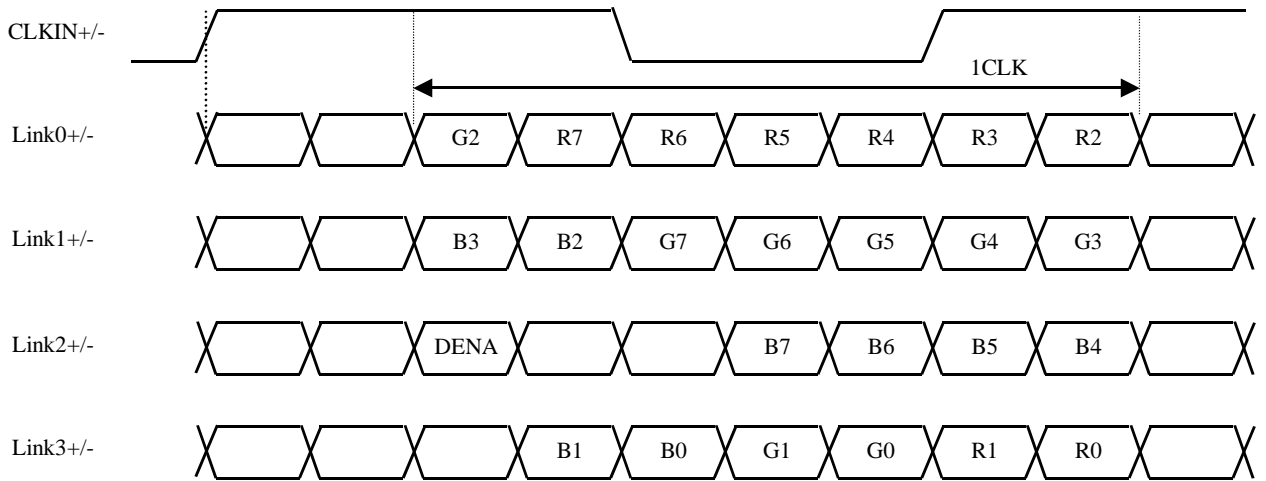 CLKIN+/-
1CLK
Link0+/- G2 R7 R6 R5 R4 R3 R2
Link1+/- B3 B2 G7 G6 G5 G4 G3
Link2+/- DENA B7 B6 B5 B4
Link3+/- B1 B0 G1 G0 R1 R0